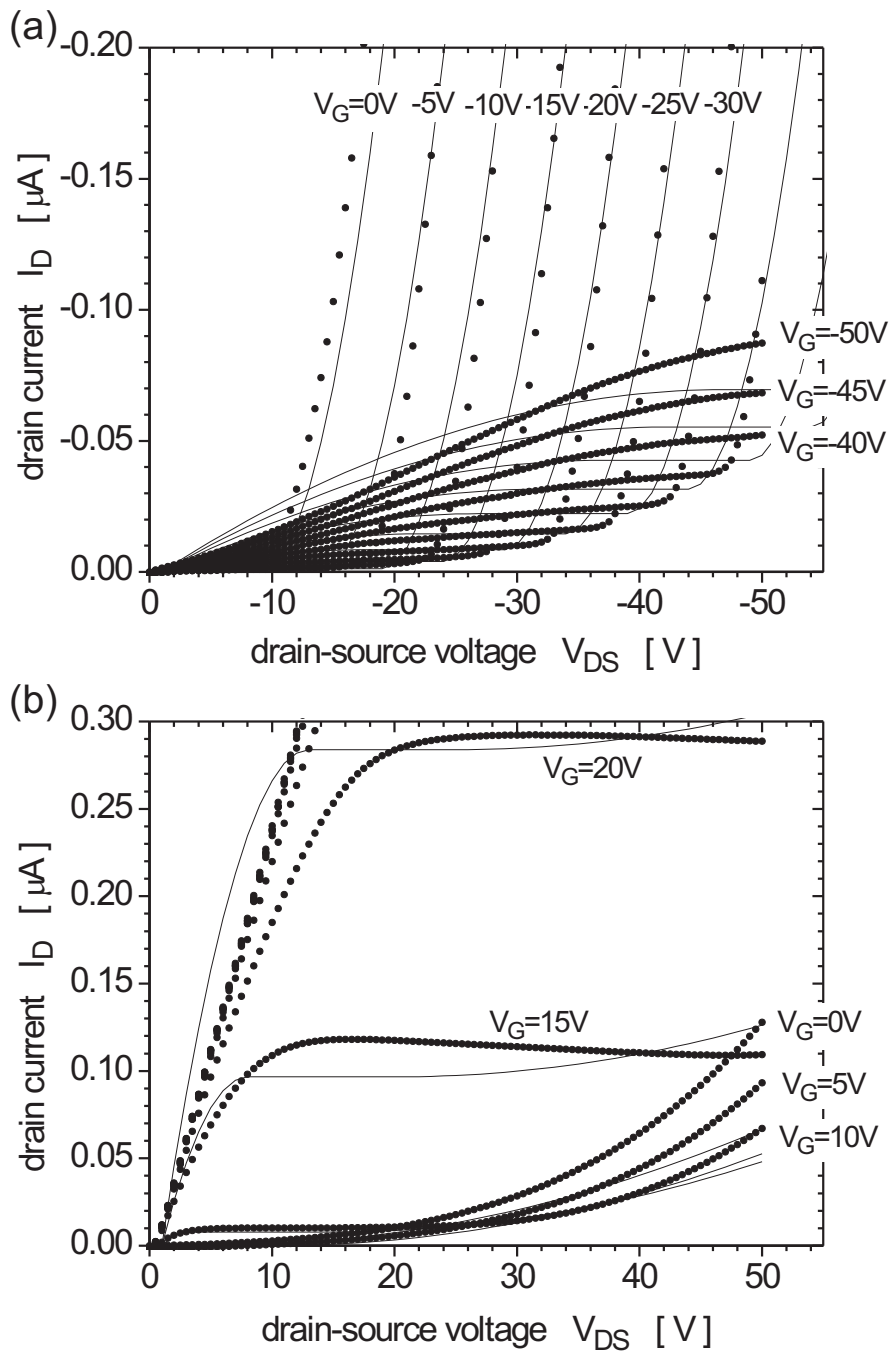 (a)
-0.20
V_G=0V -5V -10V -15V -20V -25V -30V
-0.15
drain current I_D [ μA ]
-0.10
V_G=-50V
V_G=-45V
-0.05
V_G=-40V
0.00
0 -10 -20 -30 -40 -50
drain-source voltage V_DS [ V ]
(b)
0.30
V_G=20V
0.25
0.20
drain current I_D [ μA ]
0.15
V_G=15V
V_G=0V
0.10
V_G=5V
V_G=10V
0.05
0.00
0 10 20 30 40 50
drain-source voltage V_DS [ V ]